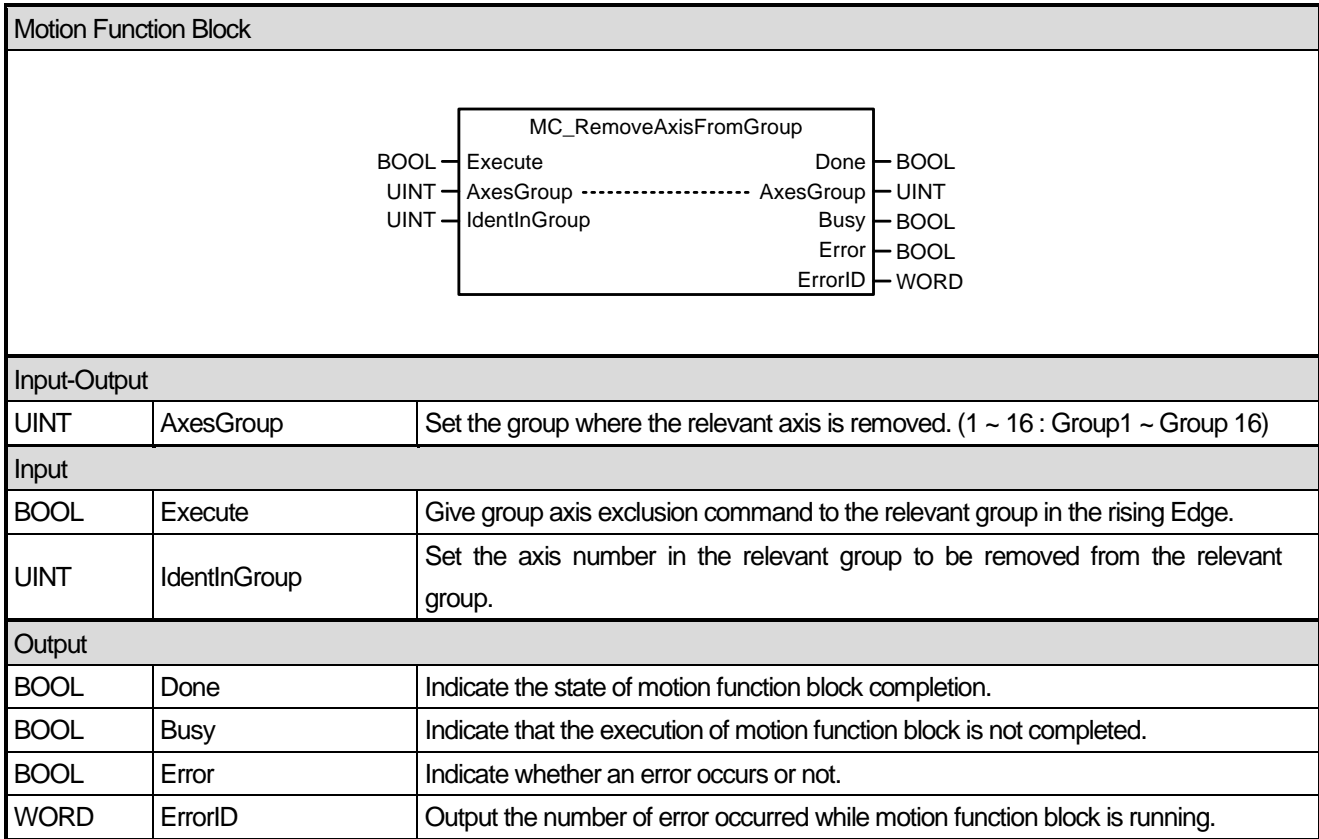 Motion Function Block
MC_RemoveAxisFromGroup
BOOL Execute Done BOOL
UINT AxesGroup AxesGroup UINT
UINT IdentInGroup Busy BOOL
Error BOOL
ErrorID WORD
Input-Output
UINT AxesGroup Set the group where the relevant axis is removed. (1 ~ 16 : Group1 ~ Group 16)
Input
BOOL Execute Give group axis exclusion command to the relevant group in the rising Edge.
UINT IdentInGroup Set the axis number in the relevant group to be removed from the relevant
group.
Output
BOOL Done Indicate the state of motion function block completion.
BOOL Busy Indicate that the execution of motion function block is not completed.
BOOL Error Indicate whether an error occurs or not.
WORD ErrorID Output the number of error occurred while motion function block is running.